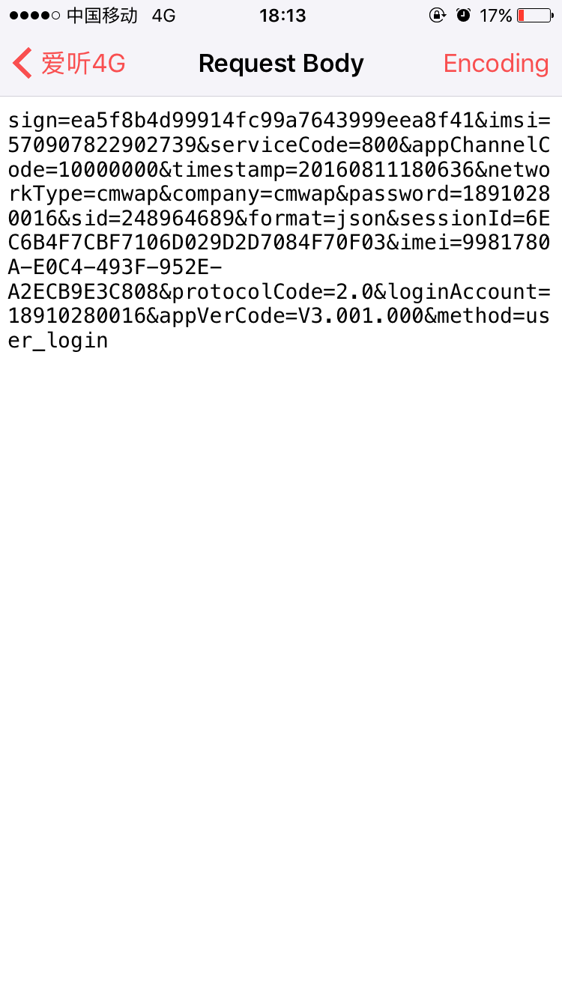 中国移动 4G 18:13 17%
爱听4G Request Body Encoding
sign=ea5f8b4d99914fc99a7643999eea8f41&imsi=
570907822902739&serviceCode=800&appChannelC
ode=10000000&timestamp=20160811180636&netwo
rkType=cmwap&company=cmwap&password=1891028
0016&sid=248964689&format=json&sessionId=6E
C6B4F7CBF7106D029D2D7084F70F03&imei=9981780
A-E0C4-493F-952E-
A2ECB9E3C808&protocolCode=2.0&loginAccount=
18910280016&appVerCode=V3.001.000&method=us
er_login